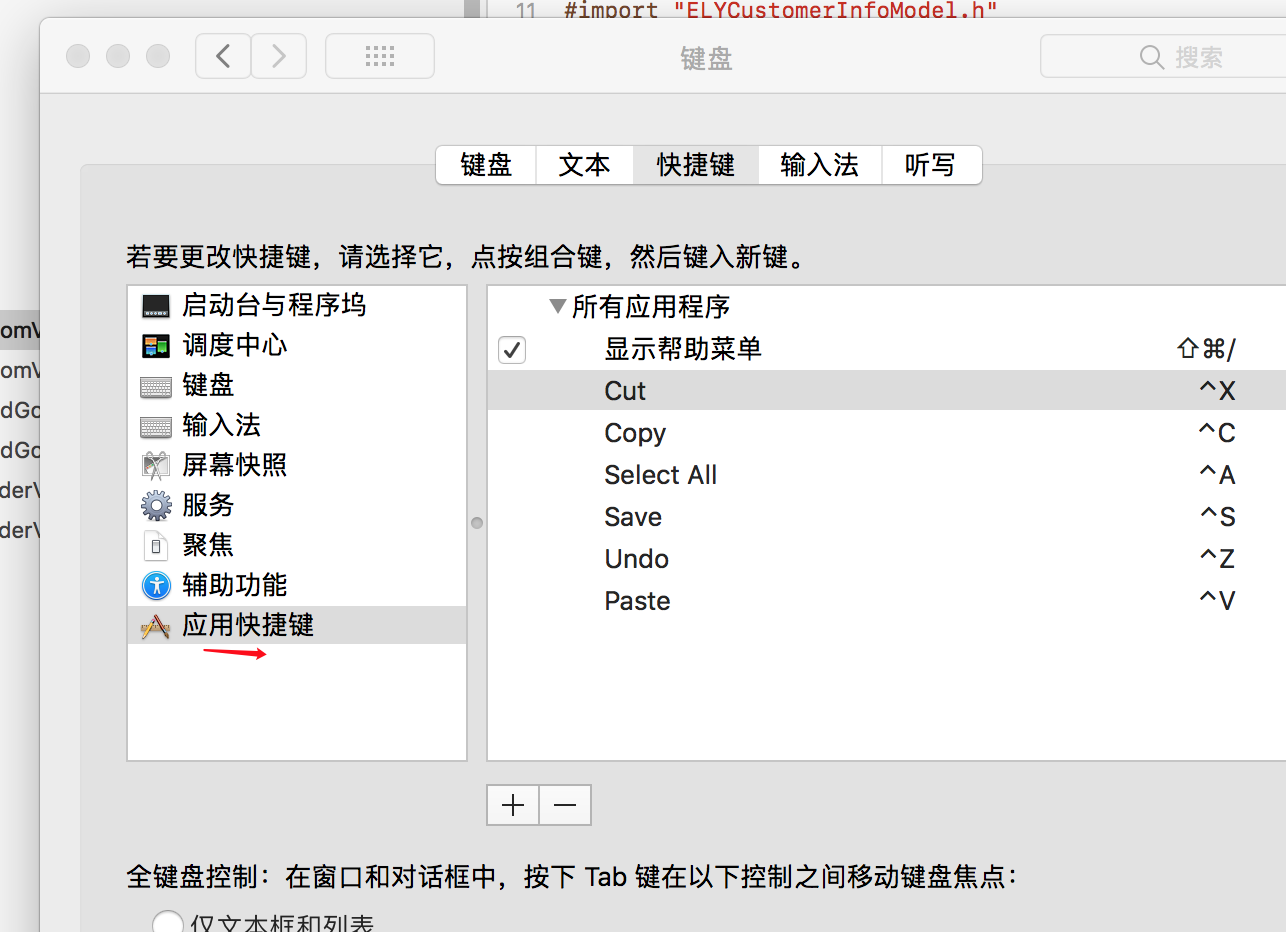 11 #import "ELYCustomerInfoModel.h"
键盘
搜索
键盘 文本 快捷键 输入法 听写
若要更改快捷键，请选择它，点按组合键，然后键入新键。
启动台与程序坞
调度中心
键盘
输入法
屏幕快照
服务
聚焦
辅助功能
应用快捷键
所有应用程序
显示帮助菜单 ⇧⌘/
Cut ^X
Copy ^C
Select All ^A
Save ^S
Undo ^Z
Paste ^V
全键盘控制：在窗口和对话框中，按下 Tab 键在以下控制之间移动键盘焦点：
仅文本框和列表